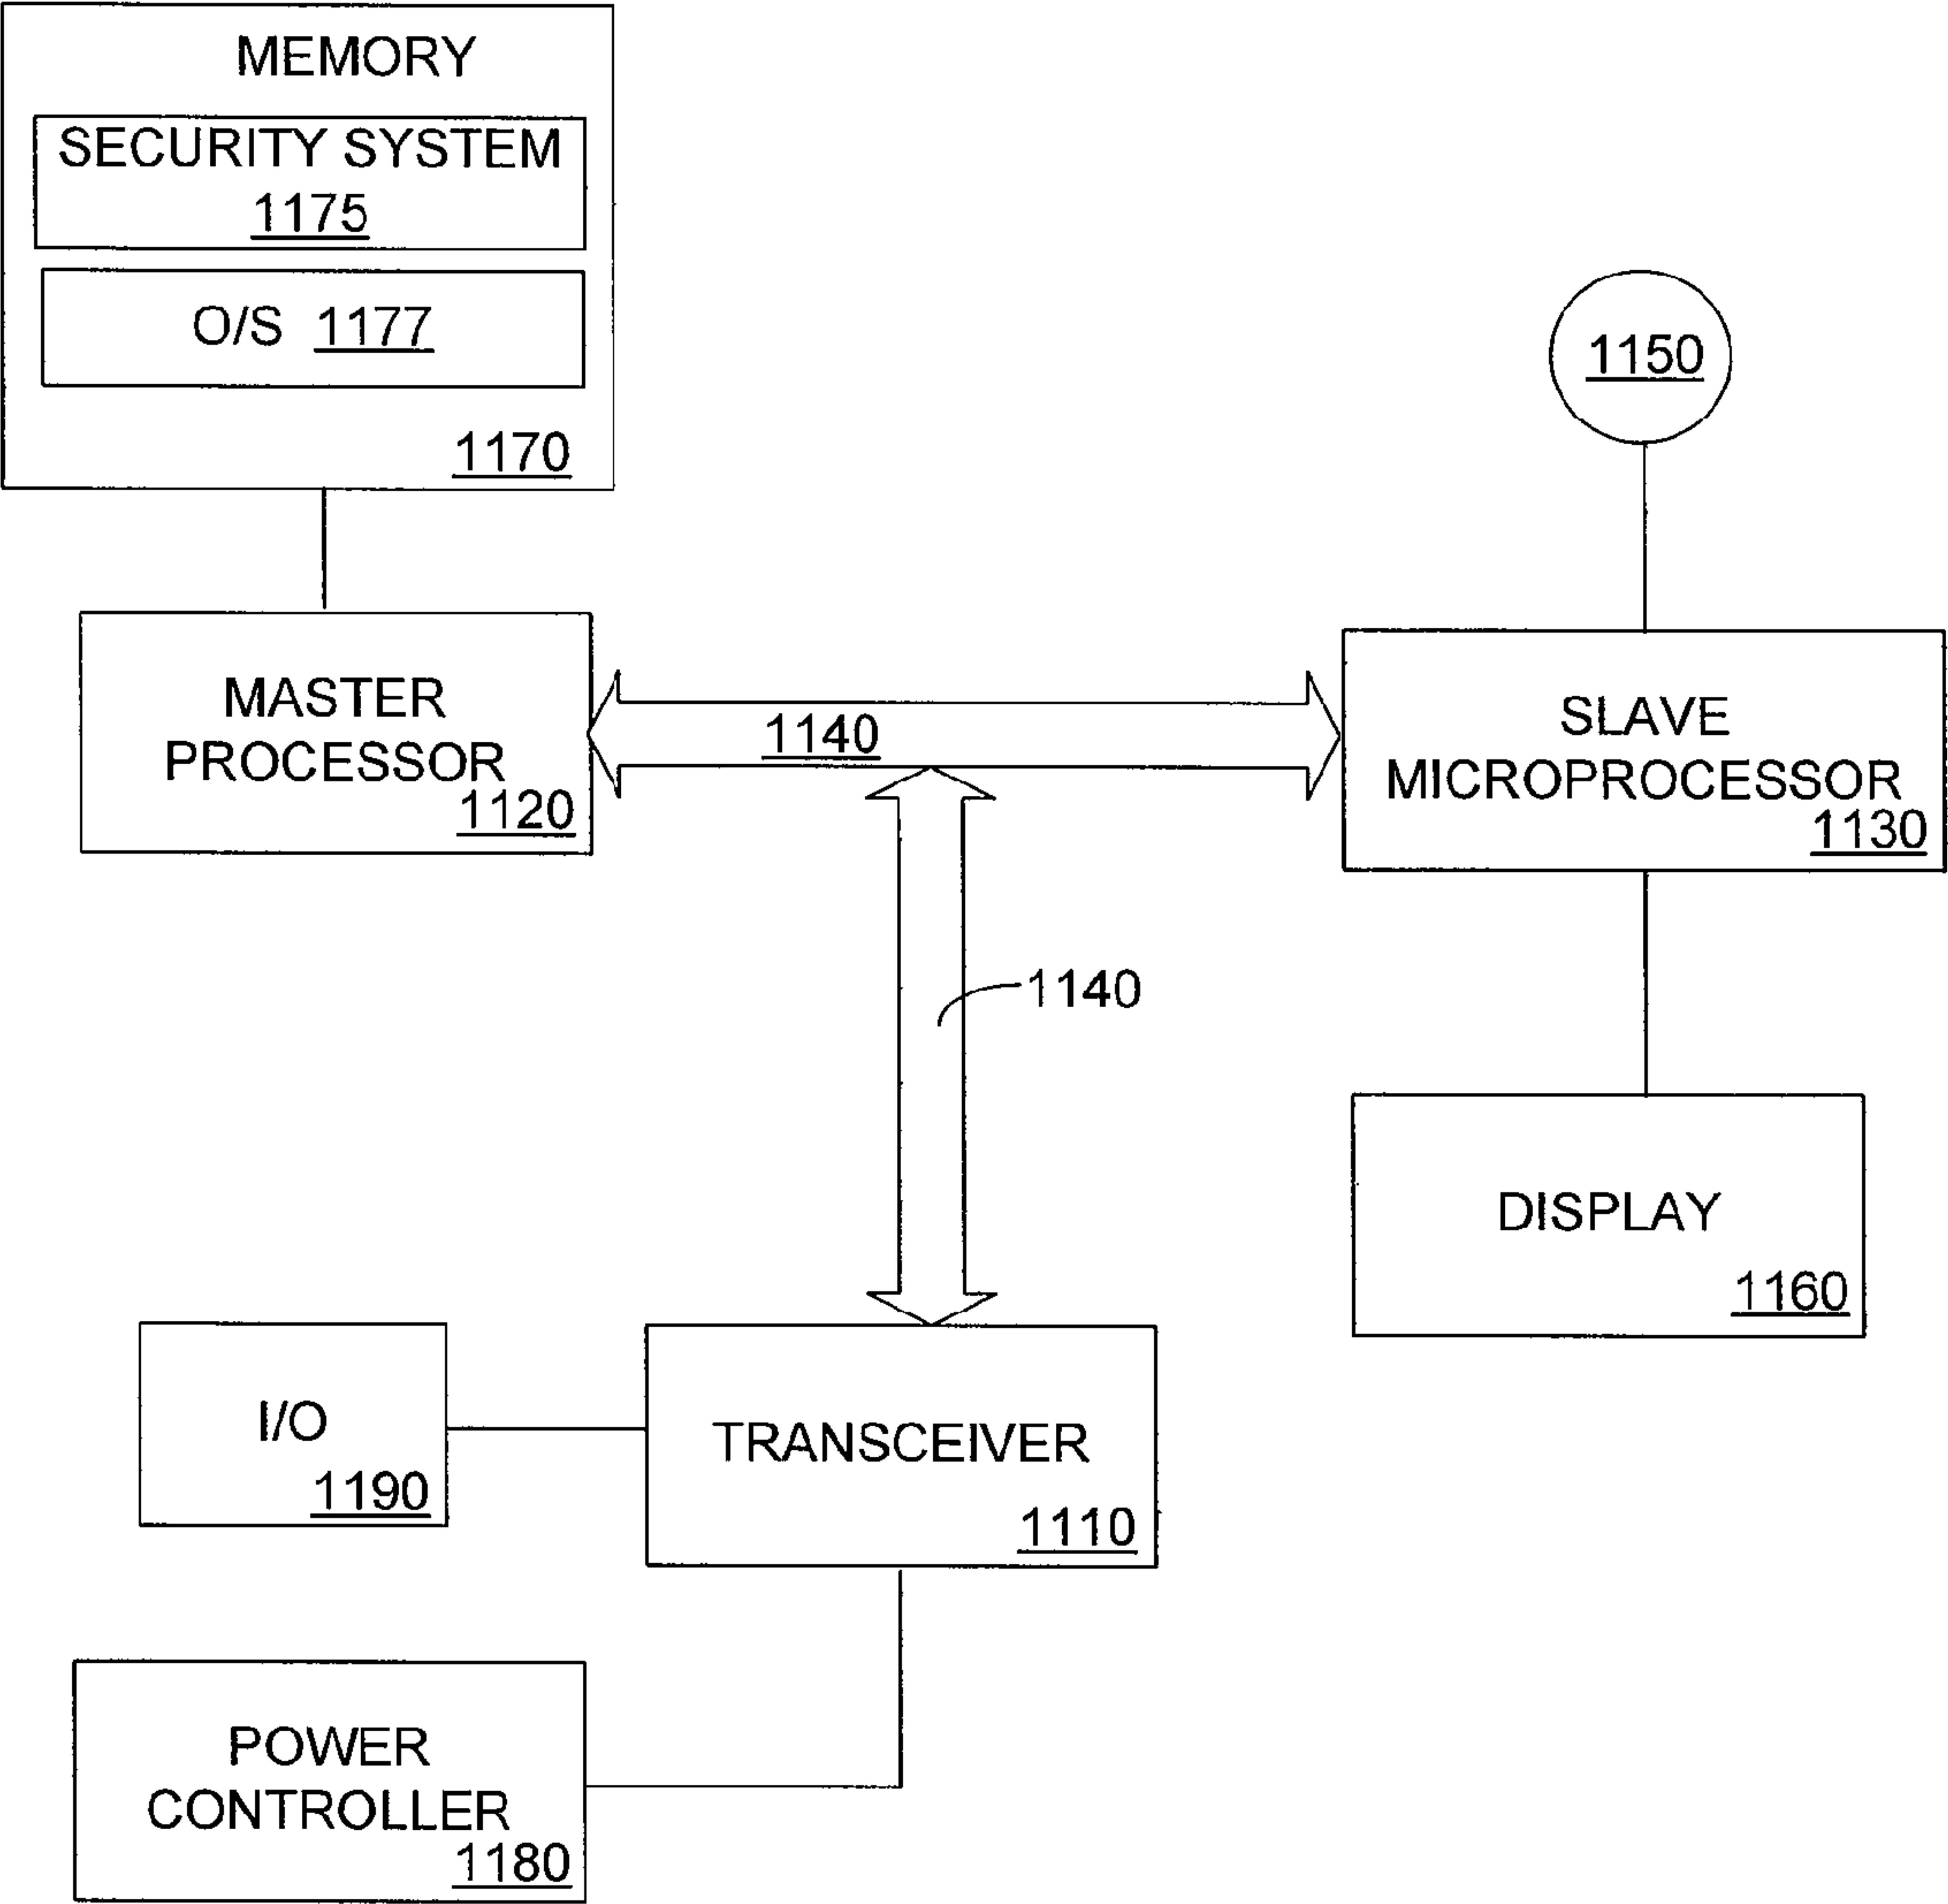 MEMORY
SECURITY SYSTEM
1175
O/S 1177
1170
1150
MASTER
PROCESSOR
1120
1140
SLAVE
MICROPROCESSOR
1130
1140
DISPLAY
1160
I/O
1190
TRANSCEIVER
1110
POWER
CONTROLLER
1180